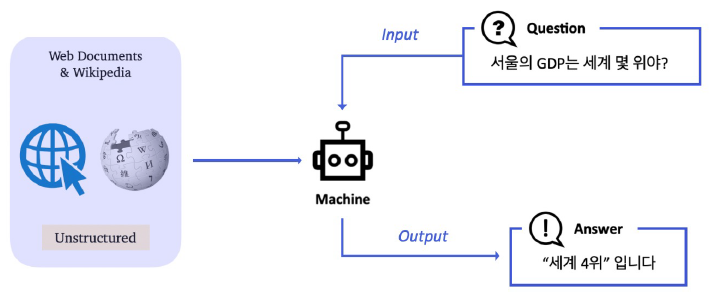 Web Documents
& Wikipedia
Unstructured
Input
Question
서울의 GDP는 세계 몇 위야?
Machine
Output
Answer
“세계 4위” 입니다